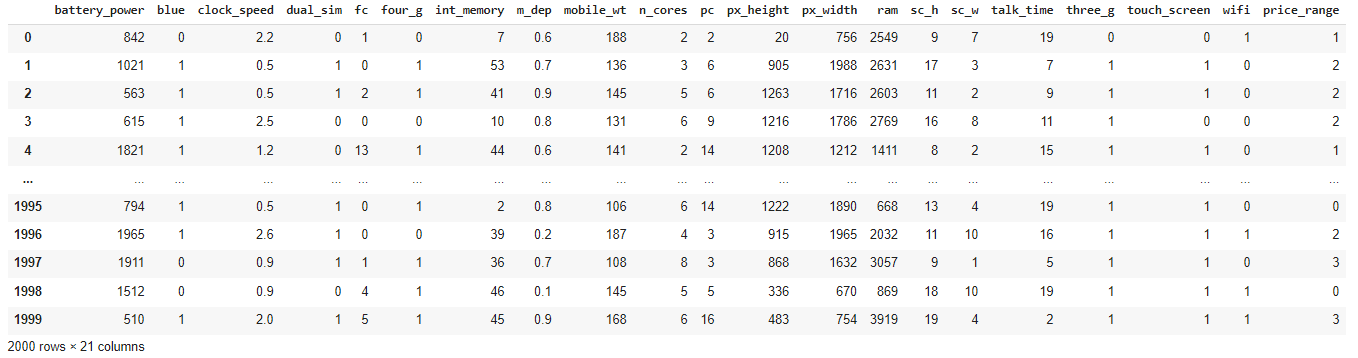 battery_power blue clock_speed dual_sim fc four_g int_memory m_dep mobile_wt n_cores pc px_height px_width ram sc_h sc_w talk_time three_g touch_screen wifi price_range
0 842 0 2.2 0 1 0 7 0.6 188 2 2 20 756 2549 9 7 19 0 0 1 1
1 1021 1 0.5 1 0 1 53 0.7 136 3 6 905 1988 2631 17 3 7 1 1 0 2
2 563 1 0.5 1 2 1 41 0.9 145 5 6 1263 1716 2603 11 2 9 1 1 0 2
3 615 1 2.5 0 0 0 10 0.8 131 6 9 1216 1786 2769 16 8 11 1 0 0 2
4 1821 1 1.2 0 13 1 44 0.6 141 2 14 1208 1212 1411 8 2 15 1 1 0 1
... ... ... ... ... ... ... ... ... ... ... ... ... ... ... ... ... ... ... ... ... ...
1995 794 1 0.5 1 0 1 2 0.8 106 6 14 1222 1890 668 13 4 19 1 1 0 0
1996 1965 1 2.6 1 0 0 39 0.2 187 4 3 915 1965 2032 11 10 16 1 1 1 2
1997 1911 0 0.9 1 1 1 36 0.7 108 8 3 868 1632 3057 9 1 5 1 1 0 3
1998 1512 0 0.9 0 4 1 46 0.1 145 5 5 336 670 869 18 10 19 1 1 1 0
1999 510 1 2.0 1 5 1 45 0.9 168 6 16 483 754 3919 19 4 2 1 1 1 3
2000 rows × 21 columns